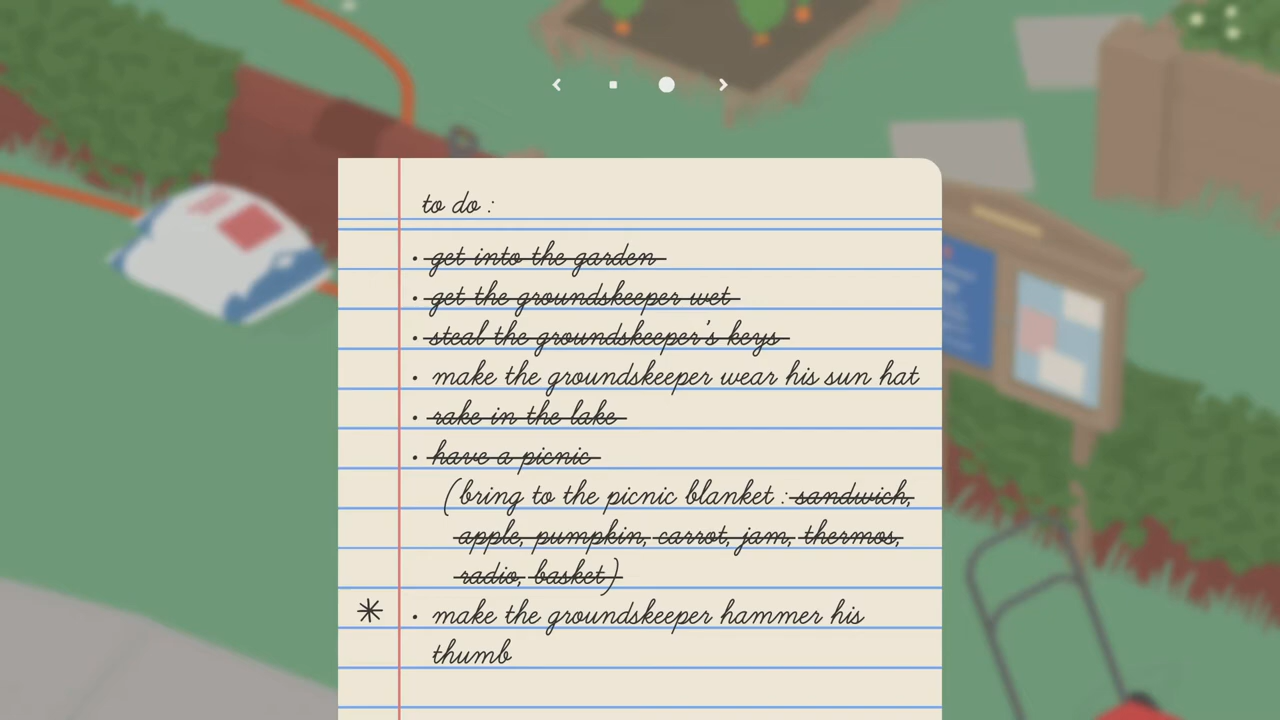 to do :
• get into the garden
• get the groundskeeper wet
• steal the groundskeeper's keys
• make the groundskeeper wear his sun hat
• rake in the lake
• have a picnic
(bring to the picnic blanket : sandwich,
apple, pumpkin, carrot, jam, thermos,
radio, basket)
* • make the groundskeeper hammer his
thumb